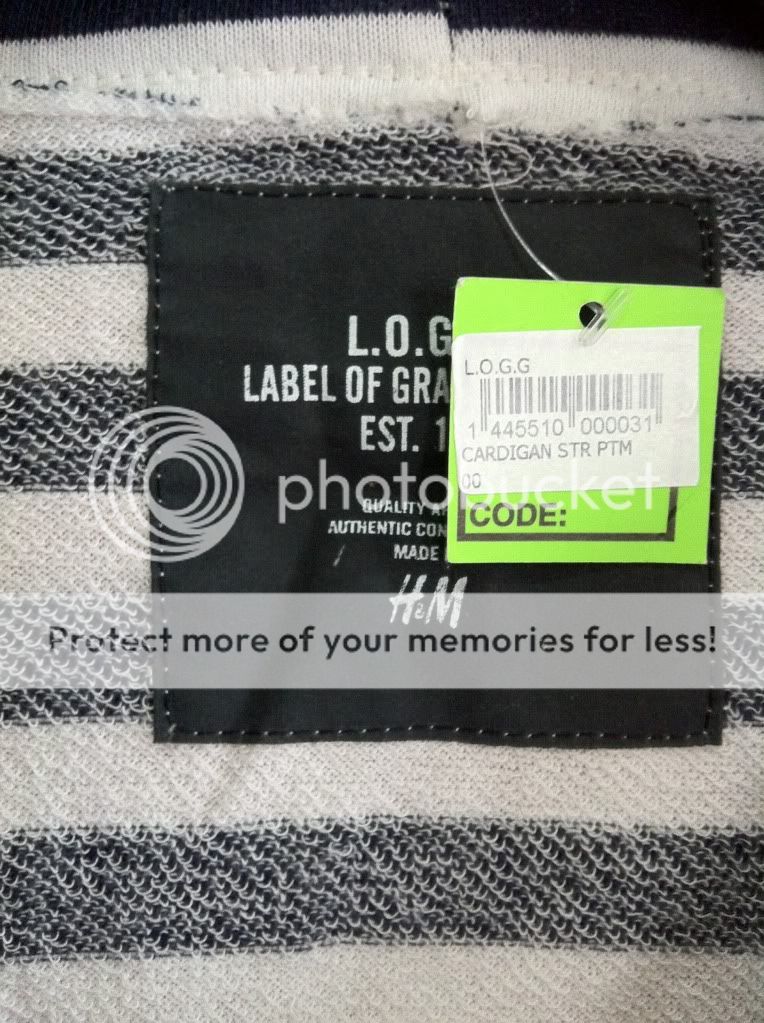 L.O.G
LABEL OF GRA
EST. 1
QUALITY A
AUTHENTIC CON
MADE
H&M
L.O.G.G
1 445510 000031
CARDIGAN STR PTM
00
CODE:
photobucket
Protect more of your memories for less!